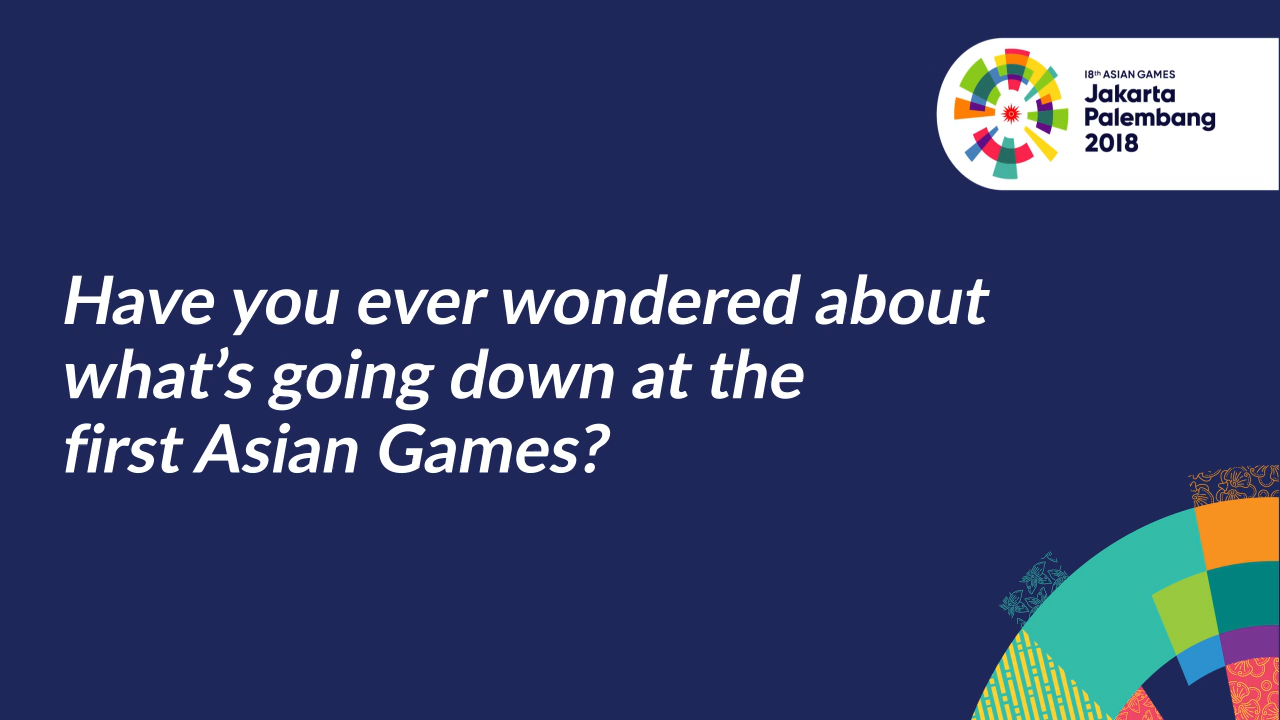 18th ASIAN GAMES
Jakarta
Palembang
2018
Have you ever wondered about
what’s going down at the
first Asian Games?